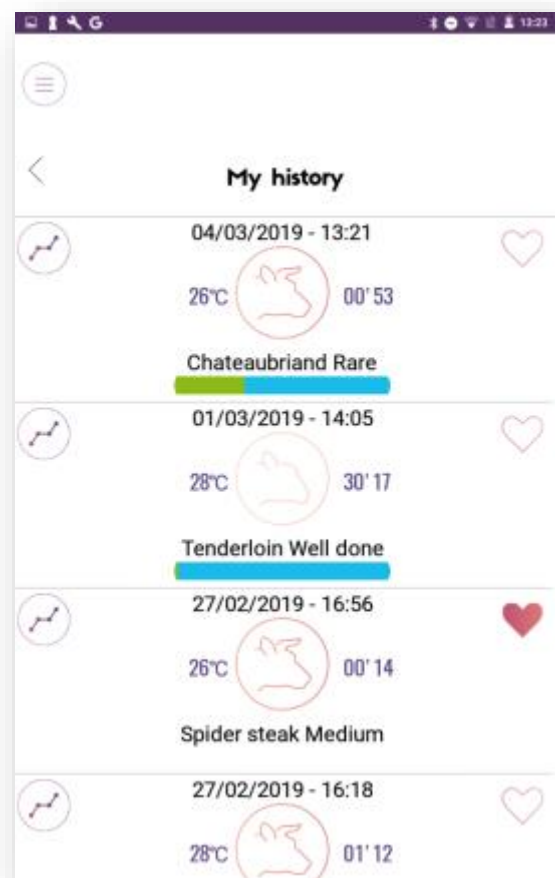 G 13:23
My history
04/03/2019 - 13:21
26°C 00' 53
Chateaubriand Rare
01/03/2019 - 14:05
28°C 30' 17
Tenderloin Well done
27/02/2019 - 16:56
26°C 00' 14
Spider steak Medium
27/02/2019 - 16:18
28°C 01' 12